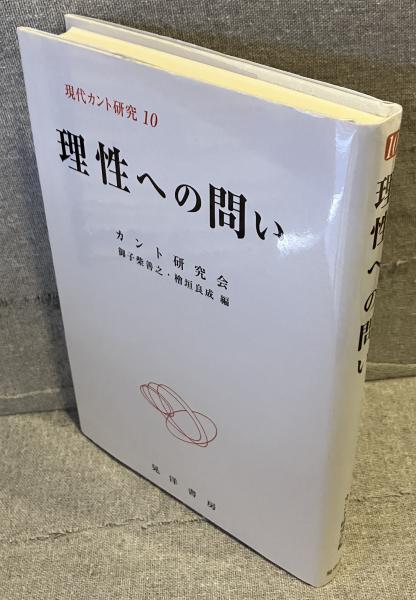 現代カント研究 10
理性への問い
カント研究会
御子柴善之・檜垣良成 編
晃洋書房
10
理性への問い